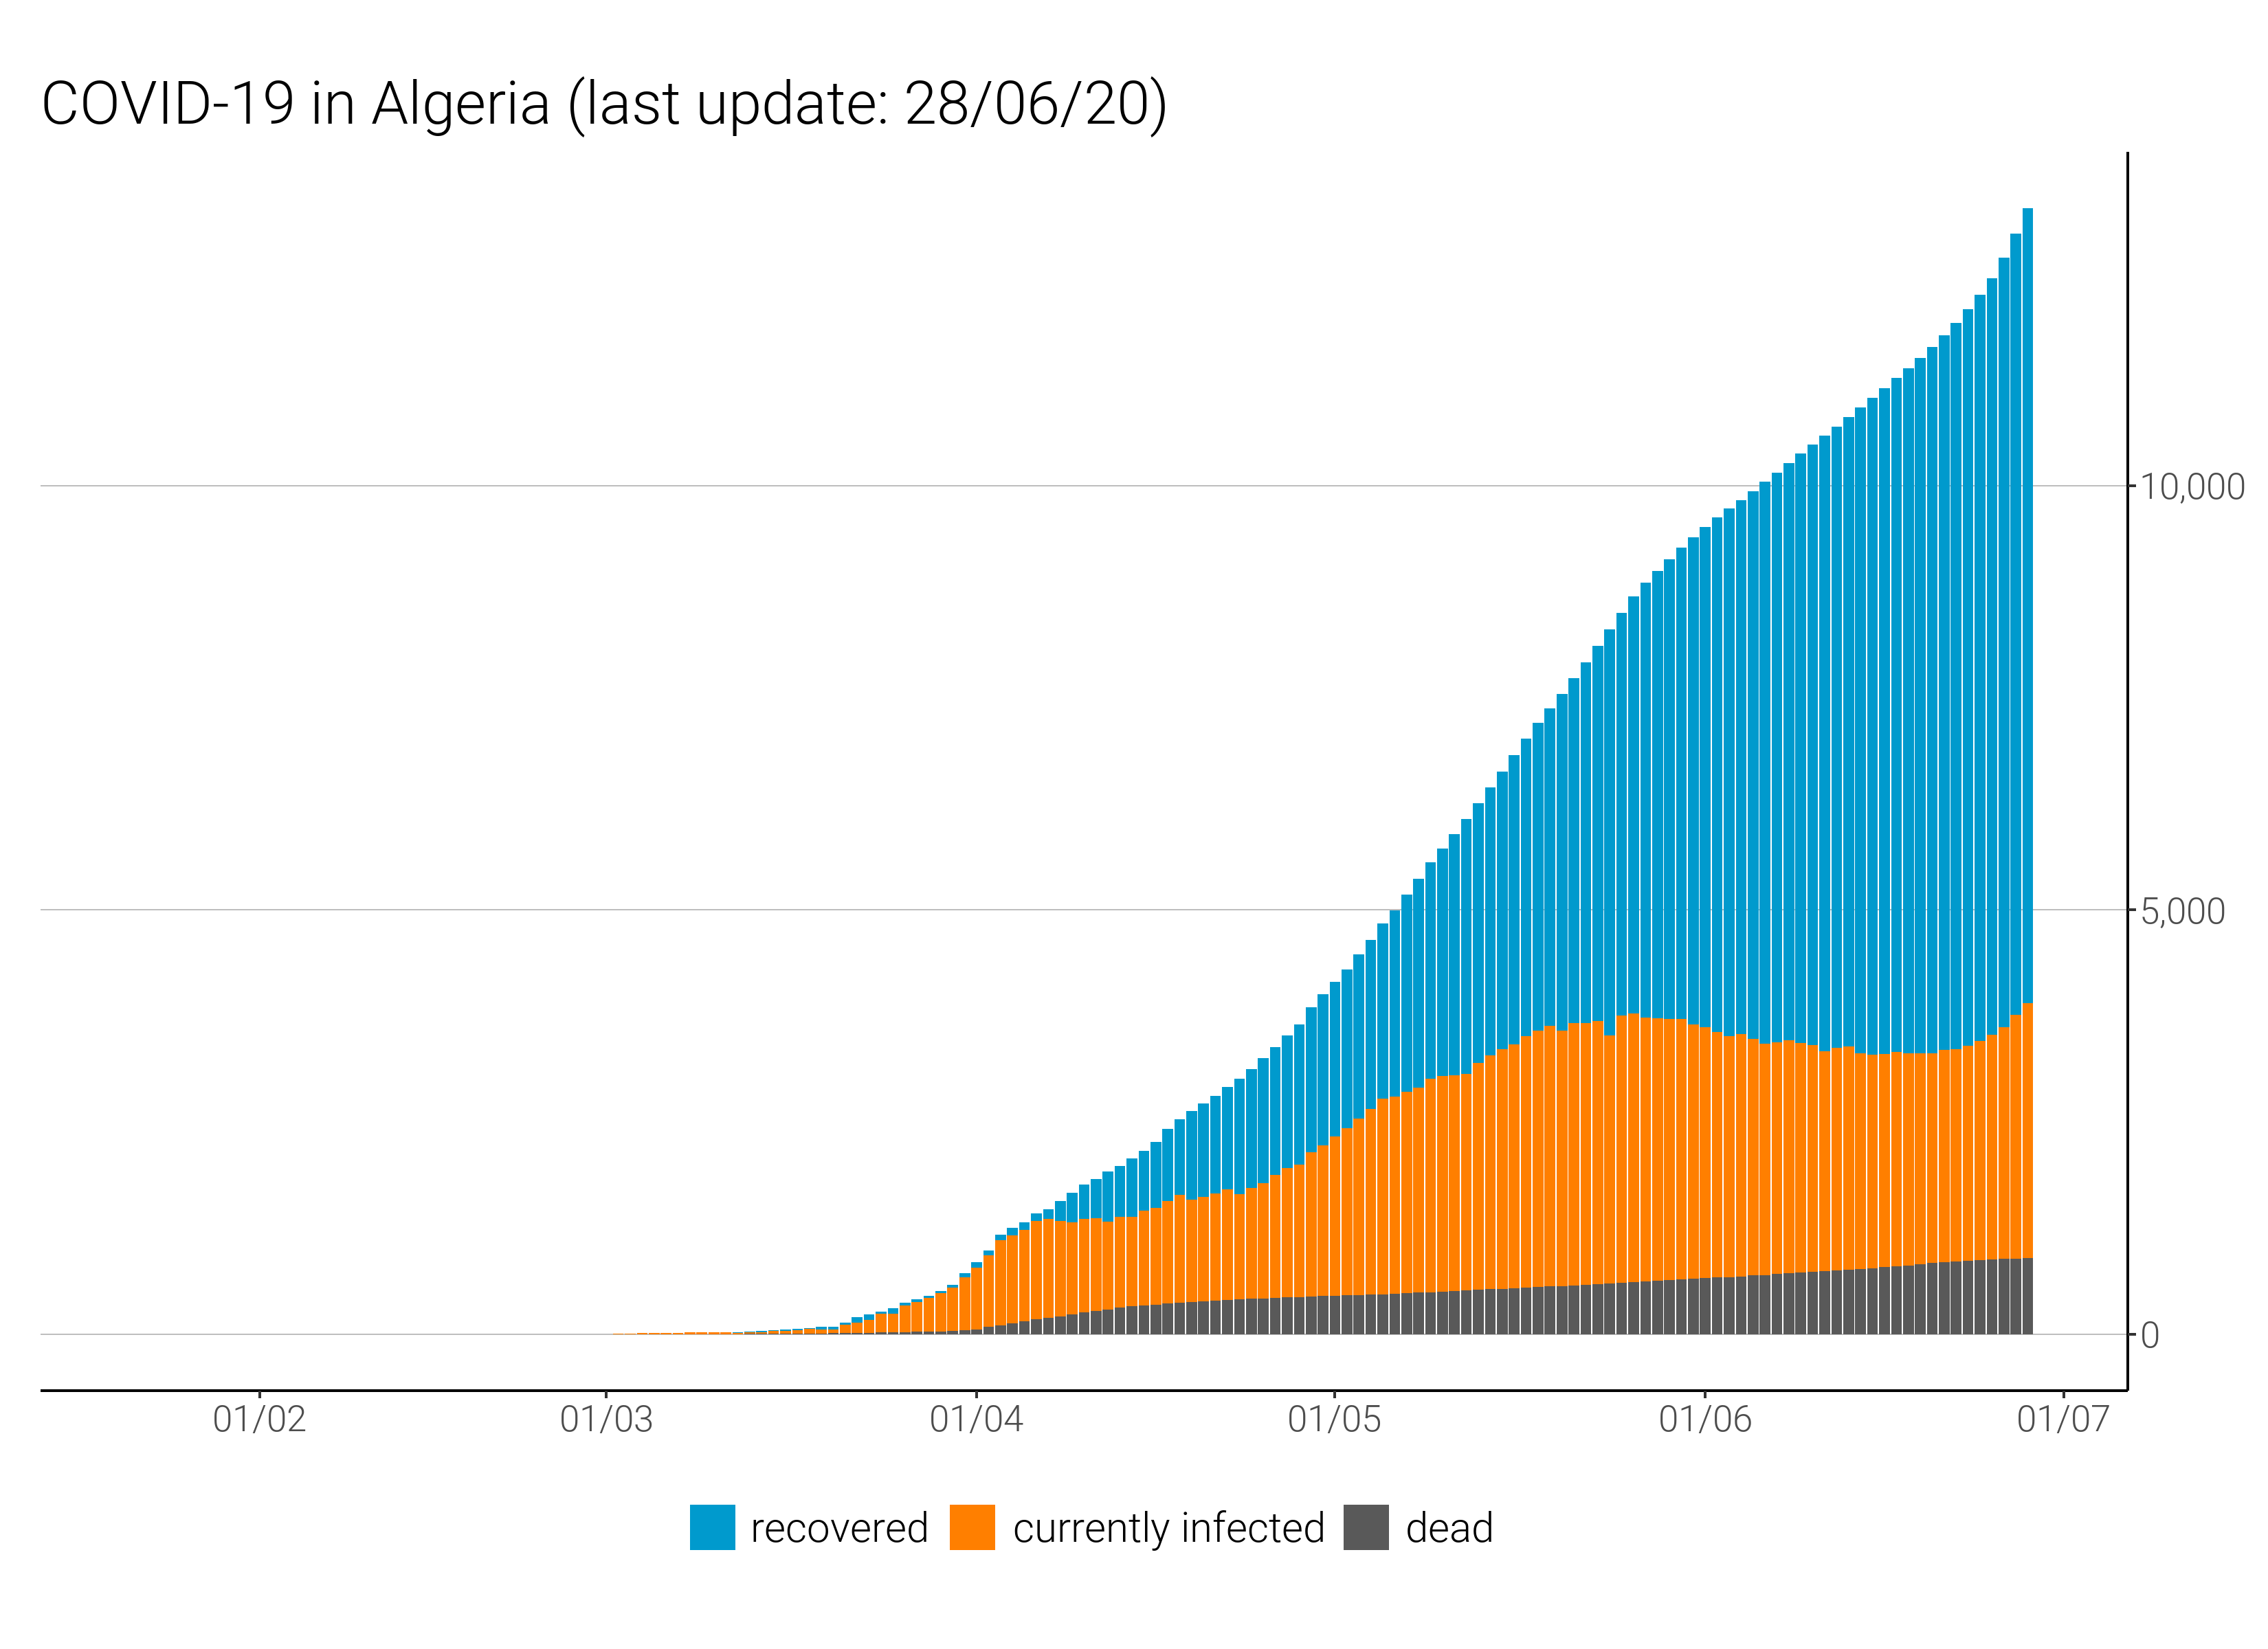 COVID-19 in Algeria (last update: 28/06/20)
10,000
5,000
0
01/02 01/03 01/04 01/05 01/06 01/07
recovered currently infected dead